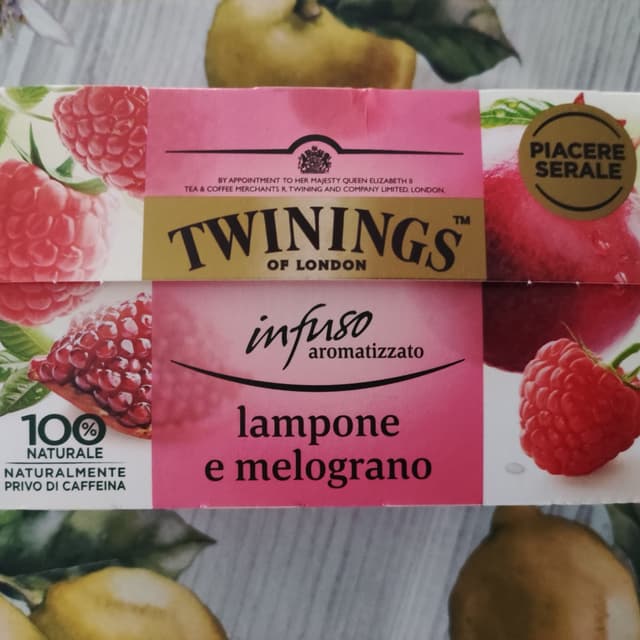 BY APPOINTMENT TO HER MAJESTY QUEEN ELIZABETH II
TEA & COFFEE MERCHANTS R. TWINING AND COMPANY LIMITED, LONDON.
TWININGS™
OF LONDON
PIACERE
SERALE
infuso
aromatizzato
lampone
e melograno
100%
NATURALE
NATURALMENTE
PRIVO DI CAFFEINA